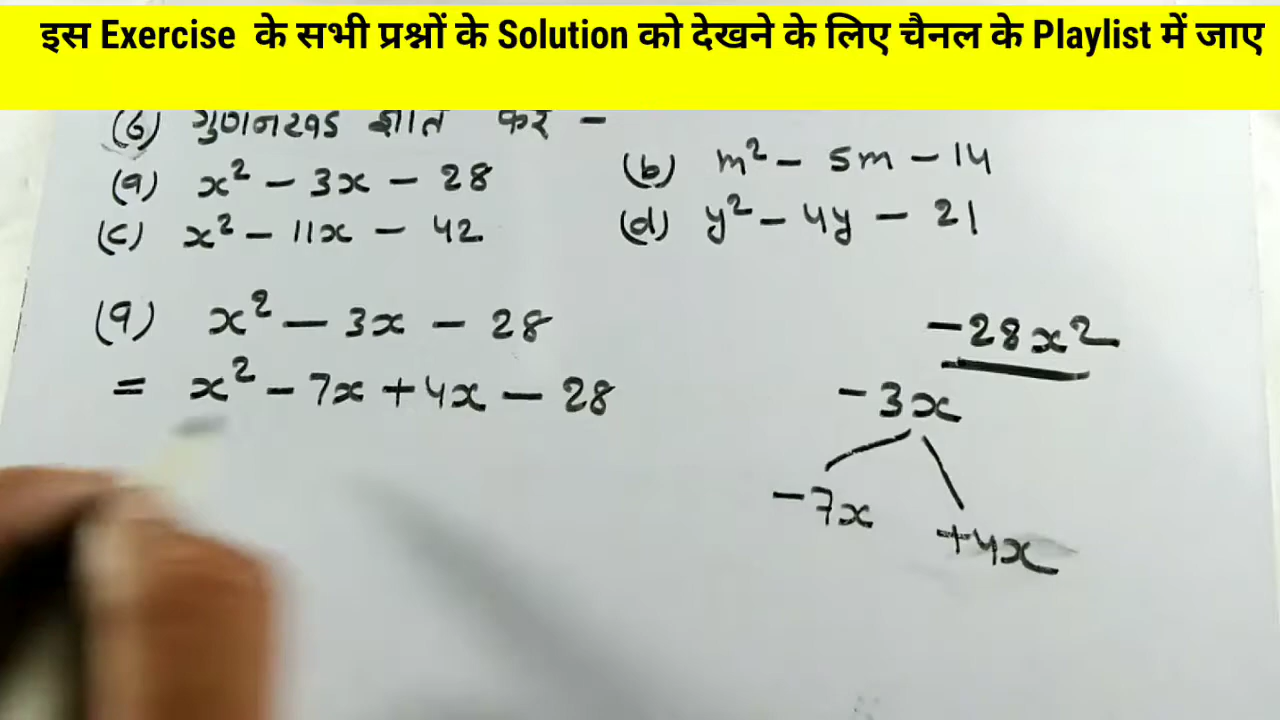 इस Exercise के सभी प्रश्नों के Solution को देखने के लिए चैनल के Playlist में जाए
(6) गुणनखंड ज्ञात करें -
(a) x² - 3x - 28 (b) m² - 5m - 14
(c) x² - 11x - 42 (d) y² - 4y - 21
(a) x² - 3x - 28
= x² - 7x + 4x - 28
-28x²
-3x
-7x +4x